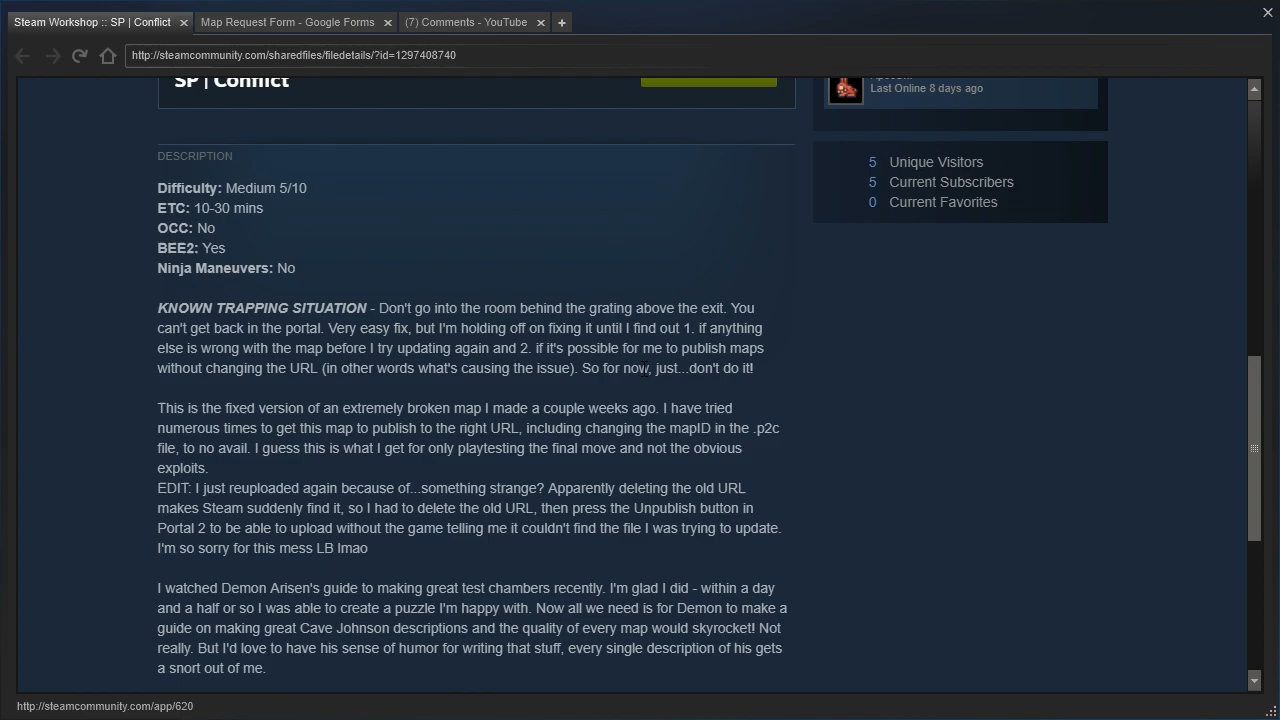 Steam Workshop :: SP | Conflict
Map Request Form - Google Forms
(7) Comments - YouTube
http://steamcommunity.com/sharedfiles/filedetails/?id=1297408740
SP | Conflict
Last Online 8 days ago
5 Unique Visitors
5 Current Subscribers
0 Current Favorites
DESCRIPTION
Difficulty: Medium 5/10
ETC: 10-30 mins
OCC: No
BEE2: Yes
Ninja Maneuvers: No
KNOWN TRAPPING SITUATION - Don't go into the room behind the grating above the exit. You
can't get back in the portal. Very easy fix, but I'm holding off on fixing it until I find out 1. if anything
else is wrong with the map before I try updating again and 2. if it's possible for me to publish maps
without changing the URL (in other words what's causing the issue). So for now, just...don't do it!
This is the fixed version of an extremely broken map I made a couple weeks ago. I have tried
numerous times to get this map to publish to the right URL, including changing the mapID in the .p2c
file, to no avail. I guess this is what I get for only playtesting the final move and not the obvious
exploits.
EDIT: I just reuploaded again because of...something strange? Apparently deleting the old URL
makes Steam suddenly find it, so I had to delete the old URL, then press the Unpublish button in
Portal 2 to be able to upload without the game telling me it couldn't find the file I was trying to update.
I'm so sorry for this mess LB lmao
I watched Demon Arisen's guide to making great test chambers recently. I'm glad I did - within a day
and a half or so I was able to create a puzzle I'm happy with. Now all we need is for Demon to make a
guide on making great Cave Johnson descriptions and the quality of every map would skyrocket! Not
really. But I'd love to have his sense of humor for writing that stuff, every single description of his gets
a snort out of me.
http://steamcommunity.com/app/620